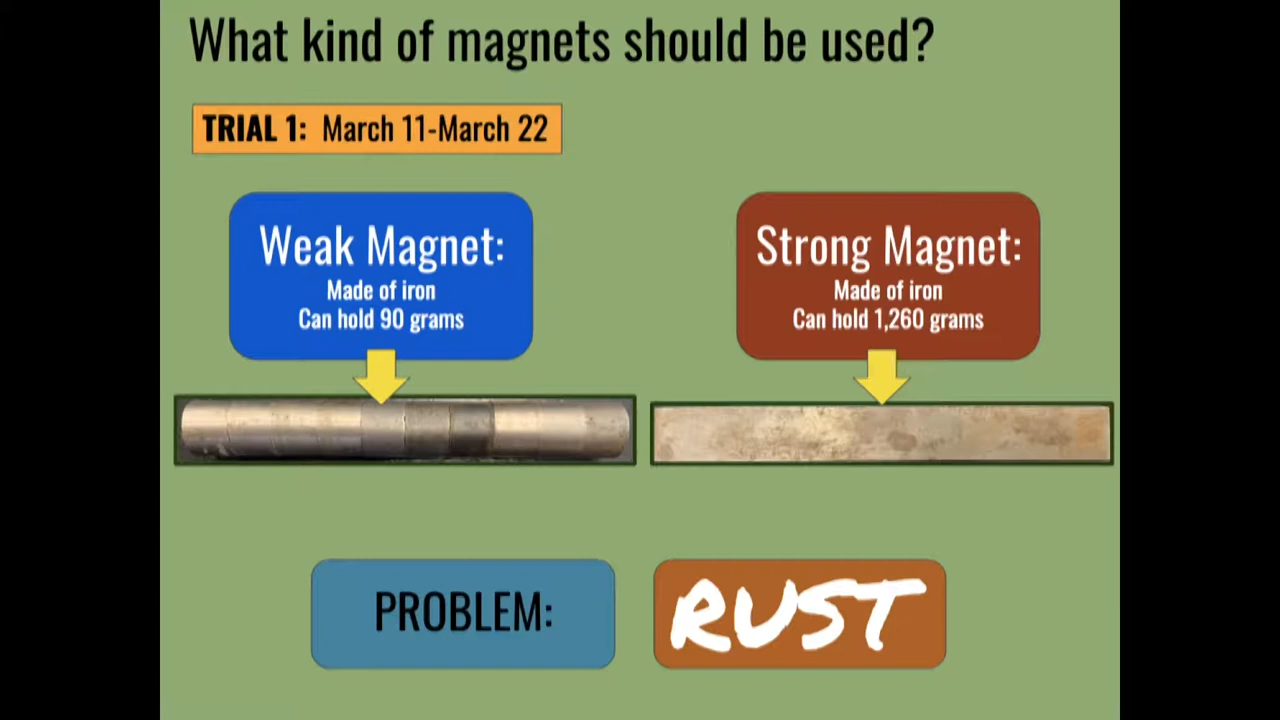 What kind of magnets should be used?
TRIAL 1: March 11-March 22
Weak Magnet:
Made of iron
Can hold 90 grams
Strong Magnet:
Made of iron
Can hold 1,260 grams
PROBLEM:
RUST